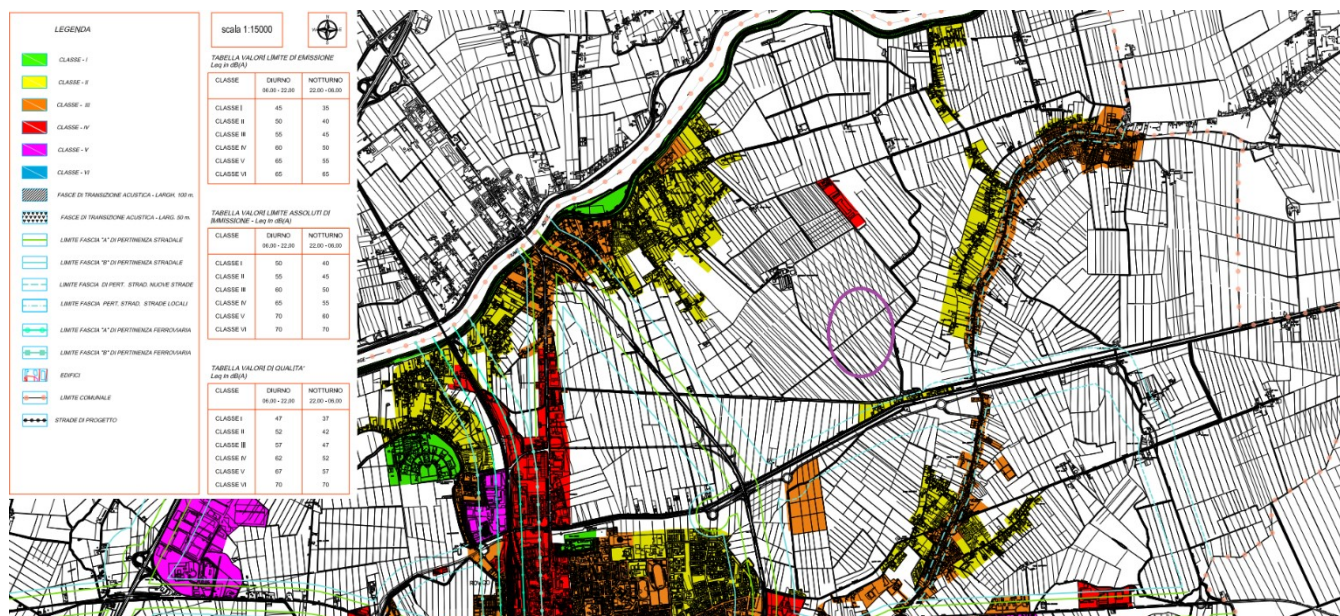 LEGENDA
CLASSE - I
CLASSE - II
CLASSE - III
CLASSE - IV
CLASSE - V
CLASSE - VI
FASCE DI TRANSIZIONE ACUSTICA - LARGH. 100 m.
FASCE DI TRANSIZIONE ACUSTICA - LARG. 50 m.
LIMITE FASCIA "A" DI PERTINENZA STRADALE
LIMITE FASCIA "B" DI PERTINENZA STRADALE
LIMITE FASCIA DI PERT. STRAD. NUOVE STRADE
LIMITE FASCIA PERT. STRAD. STRADE LOCALI
LIMITE FASCIA "A" DI PERTINENZA FERROVIARIA
LIMITE FASCIA "B" DI PERTINENZA FERROVIARIA
EDIFICI
LIMITE COMUNALE
STRADE DI PROGETTO
scala 1:15000
TABELLA VALORI LIMITE DI EMISSIONE
Leq in dB(A)
CLASSE DIURNO NOTTURNO
06.00 - 22.00 22.00 - 06.00
CLASSE I 45 35
CLASSE II 50 40
CLASSE III 55 45
CLASSE IV 60 50
CLASSE V 65 55
CLASSE VI 65 65
TABELLA VALORI LIMITE ASSOLUTI DI
IMMISSIONE - Leq in dB(A)
CLASSE DIURNO NOTTURNO
06.00 - 22.00 22.00 - 06.00
CLASSE I 50 40
CLASSE II 55 45
CLASSE III 60 50
CLASSE IV 65 55
CLASSE V 70 60
CLASSE VI 70 70
TABELLA VALORI DI QUALITA'
Leq in dB(A)
CLASSE DIURNO NOTTURNO
06.00 - 22.00 22.00 - 06.00
CLASSE I 47 37
CLASSE II 52 42
CLASSE III 57 47
CLASSE IV 62 52
CLASSE V 67 57
CLASSE VI 70 70